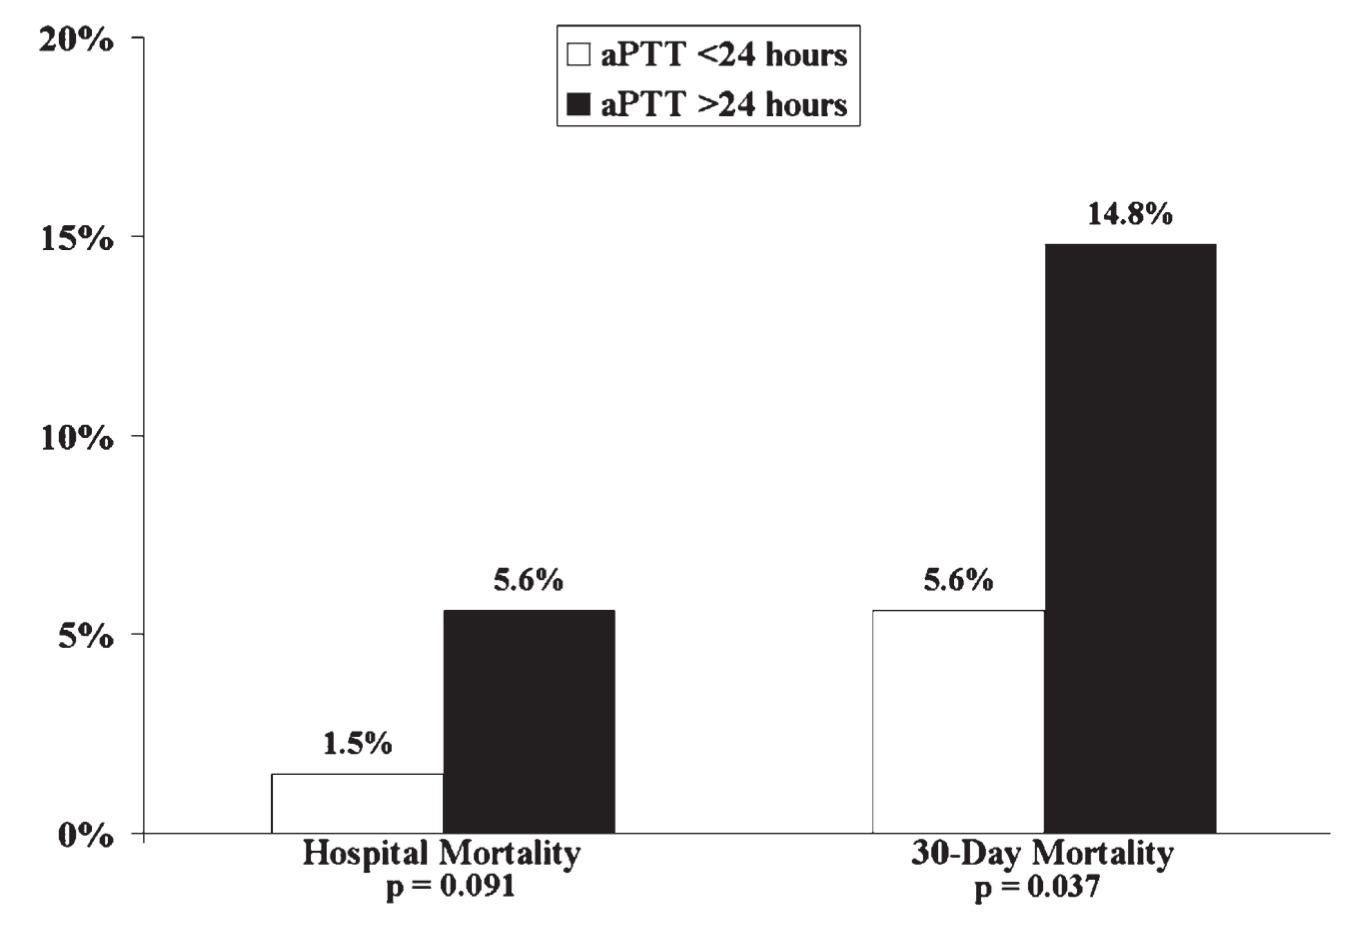 20%
aPTT <24 hours
aPTT >24 hours
15%
14.8%
10%
5.6%
5.6%
5%
1.5%
0%
Hospital Mortality
p = 0.091
30-Day Mortality
p = 0.037